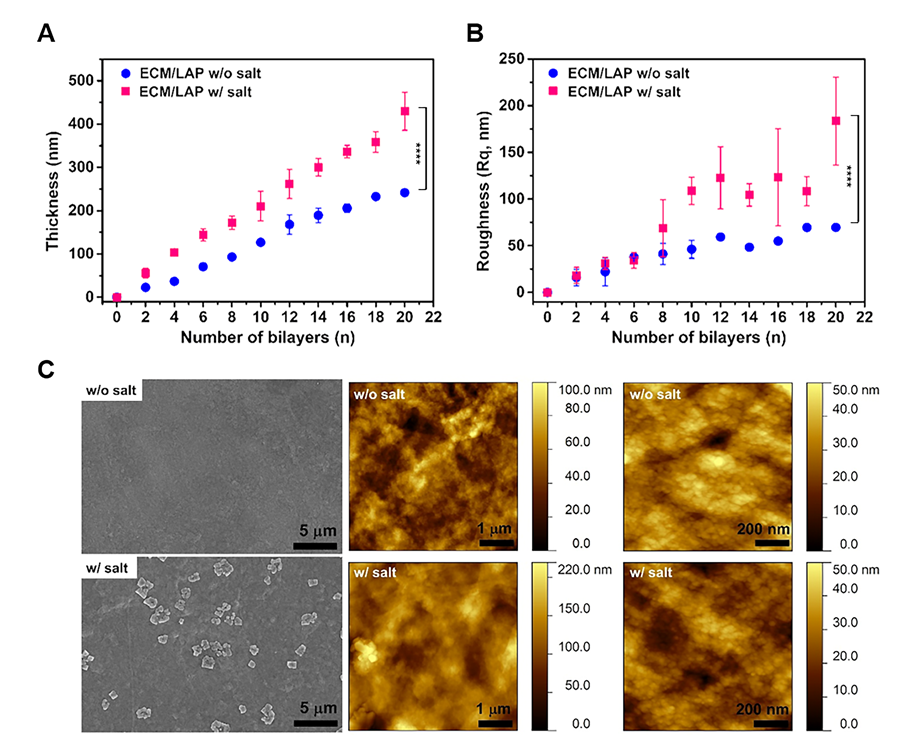 A
ECM/LAP w/o salt
ECM/LAP w/ salt
Thickness (nm)
500
400
300
200
100
0
****
0 2 4 6 8 10 12 14 16 18 20 22
Number of bilayers (n)
B
ECM/LAP w/o salt
ECM/LAP w/ salt
Roughness (Rq, nm)
250
200
150
100
50
0
****
0 2 4 6 8 10 12 14 16 18 20 22
Number of bilayers (n)
C
w/o salt
5 µm
w/o salt
1 µm
100.0 nm
80.0
60.0
40.0
20.0
0.0
w/o salt
200 nm
50.0 nm
40.0
30.0
20.0
10.0
0.0
w/ salt
5 µm
w/ salt
1 µm
220.0 nm
150.0
100.0
50.0
0.0
w/ salt
200 nm
50.0 nm
40.0
30.0
20.0
10.0
0.0